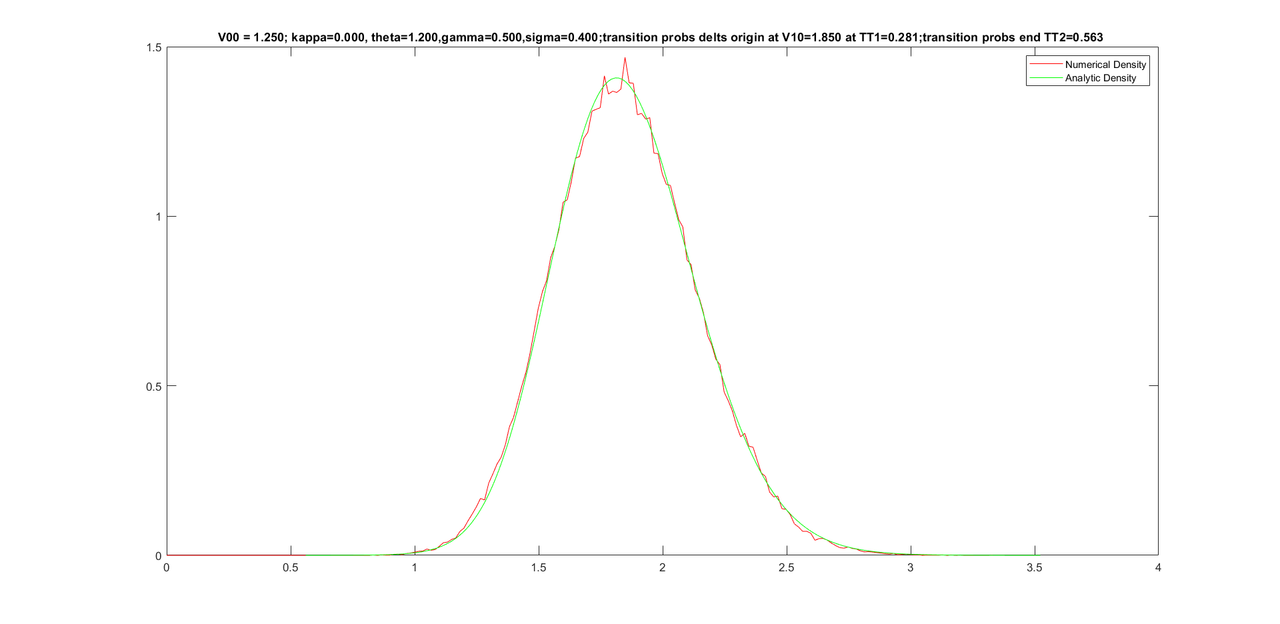 V00 = 1.250; kappa=0.000, theta=1.200,gamma=0.500,sigma=0.400;transition probs delts origin at V10=1.850 at TT1=0.281;transition probs end TT2=0.563
1.5
Numerical Density
Analytic Density
1
0.5
0
0 0.5 1 1.5 2 2.5 3 3.5 4